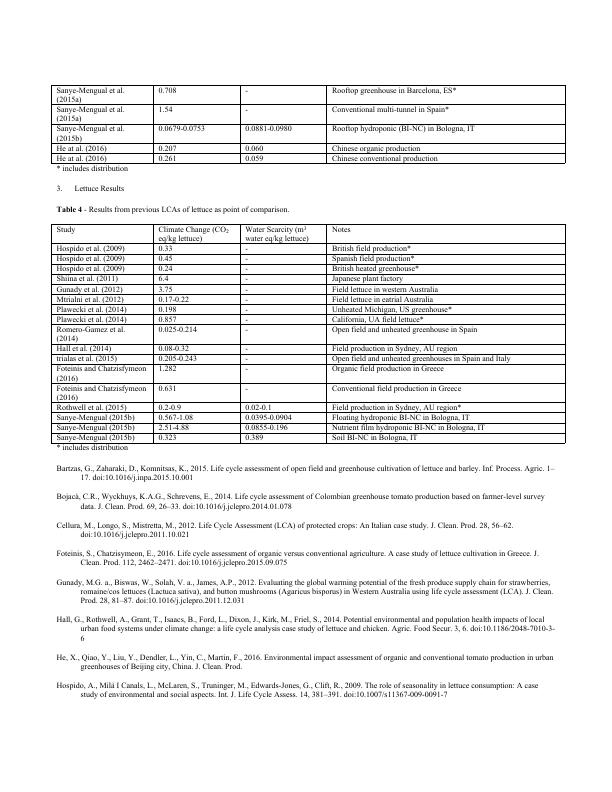 Sanye-Mengual et al. 0.708 - Rooftop greenhouse in Barcelona, ES*
(2015a)
Sanye-Mengual et al. 1.54 - Conventional multi-tunnel in Spain*
(2015a)
Sanye-Mengual et al. 0.0679-0.0753 0.0881-0.0980 Rooftop hydroponic (BI-NC) in Bologna, IT
(2015b)
He at al. (2016) 0.207 0.060 Chinese organic production
He at al. (2016) 0.261 0.059 Chinese conventional production
* includes distribution
3. Lettuce Results
Table 4 - Results from previous LCAs of lettuce as point of comparison.
Study Climate Change (CO2 Water Scarcity (m³ Notes
eq/kg lettuce) water eq/kg lettuce)
Hospido et al. (2009) 0.33 - British field production*
Hospido et al. (2009) 0.45 - Spanish field production*
Hospido et al. (2009) 0.24 - British heated greenhouse*
Shiina et al. (2011) 6.4 - Japanese plant factory
Gunady et al. (2012) 3.75 - Field lettuce in western Australia
Mtrialni et al. (2012) 0.17-0.22 - Field lettuce in eatrial Australia
Plawecki et al. (2014) 0.198 - Unheated Michigan, US greenhouse*
Plawecki et al. (2014) 0.857 - California, UA field lettuce*
Romero-Gamez et al. 0.025-0.214 - Open field and unheated greenhouse in Spain
(2014)
Hall et al. (2014) 0.08-0.32 - Field production in Sydney, AU region
trialas et al. (2015) 0.205-0.243 - Open field and unheated greenhouses in Spain and Italy
Foteinis and Chatzisfymeon 1.282 - Organic field production in Greece
(2016)
Foteinis and Chatzisfymeon 0.631 - Conventional field production in Greece
(2016)
Rothwell et al. (2015) 0.2-0.9 0.02-0.1 Field production in Sydney, AU region*
Sanye-Mengual (2015b) 0.567-1.08 0.0395-0.0904 Floating hydroponic BI-NC in Bologna, IT
Sanye-Mengual (2015b) 2.51-4.88 0.0855-0.196 Nutrient film hydroponic BI-NC in Bologna, IT
Sanye-Mengual (2015b) 0.323 0.389 Soil BI-NC in Bologna, IT
* includes distribution
Bartzas, G., Zaharaki, D., Komnitsas, K., 2015. Life cycle assessment of open field and greenhouse cultivation of lettuce and barley. Inf. Process. Agric. 1–
17. doi:10.1016/j.inpa.2015.10.001
Bojacá, C.R., Wyckhuys, K.A.G., Schrevens, E., 2014. Life cycle assessment of Colombian greenhouse tomato production based on farmer-level survey
data. J. Clean. Prod. 69, 26–33. doi:10.1016/j.jclepro.2014.01.078
Cellura, M., Longo, S., Mistretta, M., 2012. Life Cycle Assessment (LCA) of protected crops: An Italian case study. J. Clean. Prod. 28, 56–62.
doi:10.1016/j.jclepro.2011.10.021
Foteinis, S., Chatzisymeon, E., 2016. Life cycle assessment of organic versus conventional agriculture. A case study of lettuce cultivation in Greece. J.
Clean. Prod. 112, 2462–2471. doi:10.1016/j.jclepro.2015.09.075
Gunady, M.G. a., Biswas, W., Solah, V. a., James, A.P., 2012. Evaluating the global warming potential of the fresh produce supply chain for strawberries,
romaine/cos lettuces (Lactuca sativa), and button mushrooms (Agaricus bisporus) in Western Australia using life cycle assessment (LCA). J. Clean.
Prod. 28, 81–87. doi:10.1016/j.jclepro.2011.12.031
Hall, G., Rothwell, A., Grant, T., Isaacs, B., Ford, L., Dixon, J., Kirk, M., Friel, S., 2014. Potential environmental and population health impacts of local
urban food systems under climate change: a life cycle analysis case study of lettuce and chicken. Agric. Food Secur. 3, 6. doi:10.1186/2048-7010-3-
6
He, X., Qiao, Y., Liu, Y., Dendler, L., Yin, C., Martin, F., 2016. Environmental impact assessment of organic and conventional tomato production in urban
greenhouses of Beijing city, China. J. Clean. Prod.
Hospido, A., Milà I Canals, L., McLaren, S., Truninger, M., Edwards-Jones, G., Clift, R., 2009. The role of seasonality in lettuce consumption: A case
study of environmental and social aspects. Int. J. Life Cycle Assess. 14, 381–391. doi:10.1007/s11367-009-0091-7